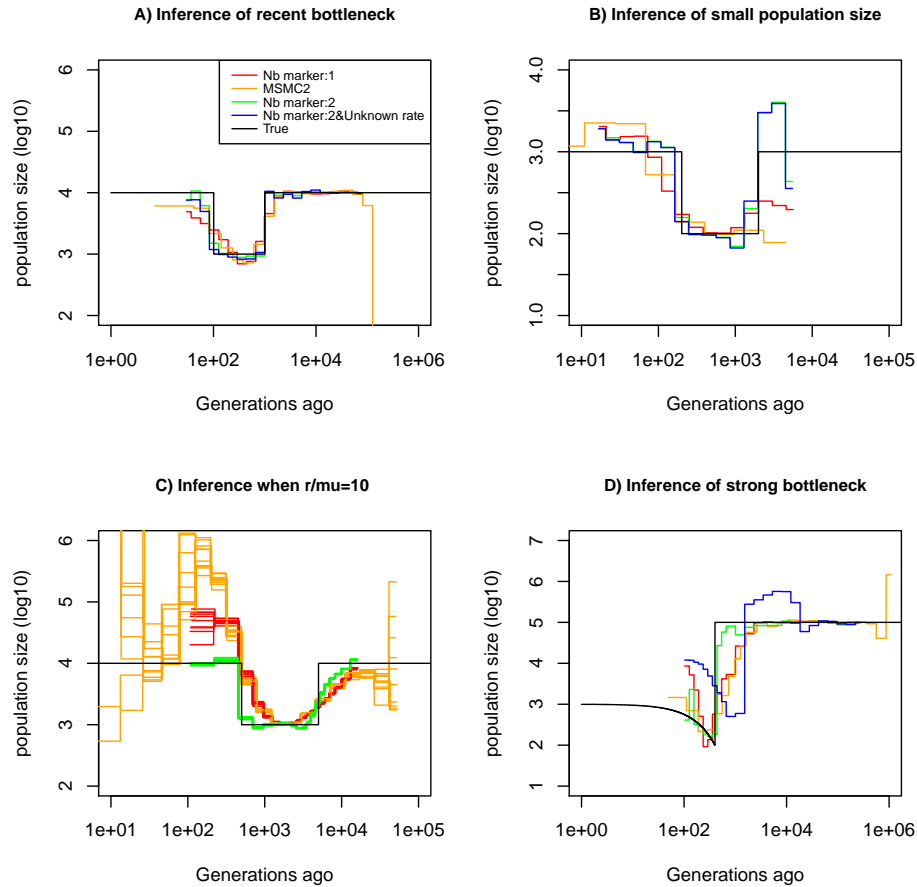 A) Inference of recent bottleneck
population size (log10)
6
5
4
3
2
Nb marker:1
MSMC2
Nb marker:2
Nb marker:2&Unknown rate
True
1e+00
1e+02
1e+04
1e+06
Generations ago
B) Inference of small population size
population size (log10)
4.0
3.0
2.0
1.0
1e+01
1e+02
1e+03
1e+04
1e+05
Generations ago
C) Inference when r/mu=10
population size (log10)
6
5
4
3
2
1e+01
1e+02
1e+03
1e+04
1e+05
Generations ago
D) Inference of strong bottleneck
population size (log10)
7
6
5
4
3
2
1
1e+00
1e+02
1e+04
1e+06
Generations ago